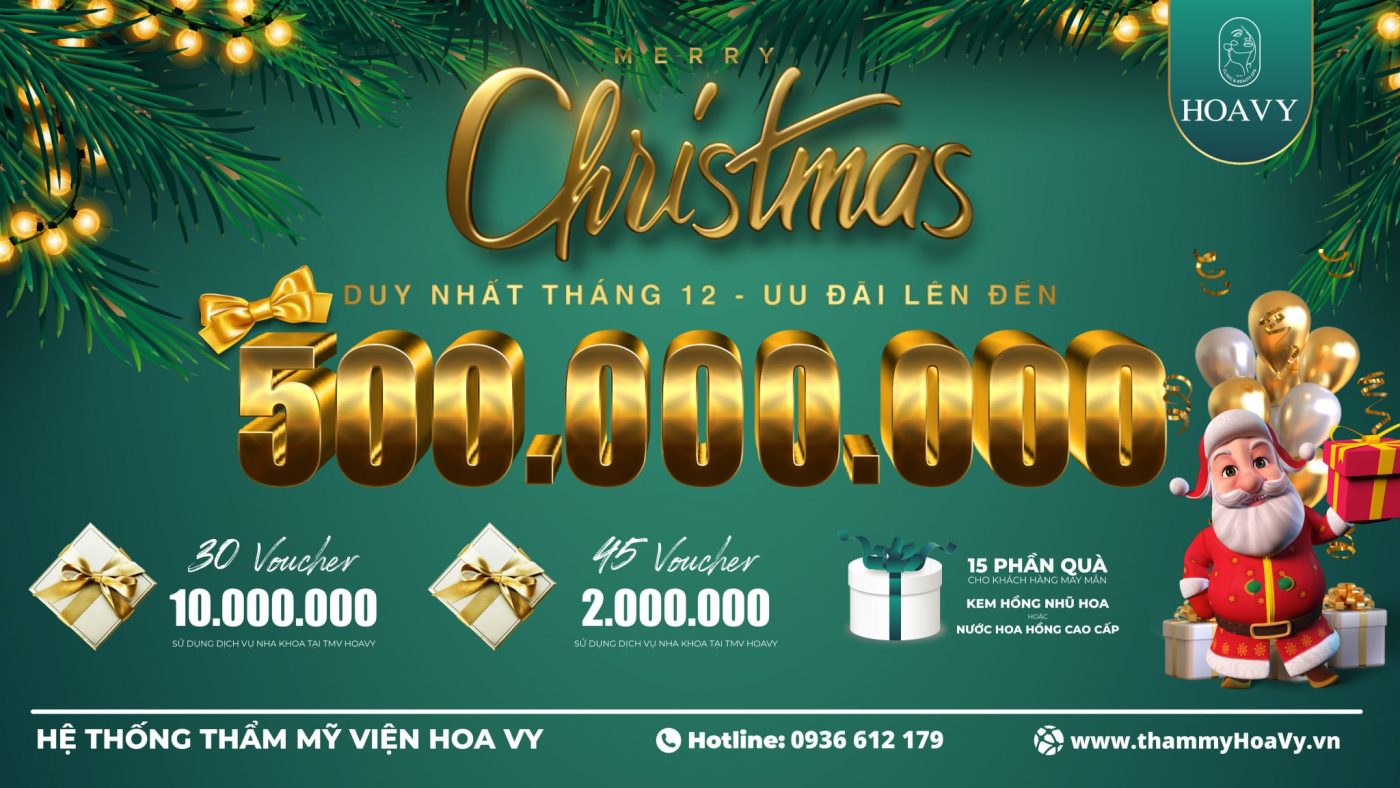 MERRY
Christmas
HOAVY
DUY NHẤT THÁNG 12 - ƯU ĐÃI LÊN ĐẾN
500.000.000
30 Voucher
10.000.000
SỬ DỤNG DỊCH VỤ NHA KHOA TẠI TMV HOAVY
45 Voucher
2.000.000
SỬ DỤNG DỊCH VỤ NHA KHOA TẠI TMV HOAVY
15 PHẦN QUÀ
CHO KHÁCH HÀNG MAY MẮN
KEM HỒNG NHŨ HOA
HOẶC
NƯỚC HOA HỒNG CAO CẤP
HỆ THỐNG THẨM MỸ VIỆN HOA VY
Hotline: 0936 612 179
www.thammyHoaVy.vn